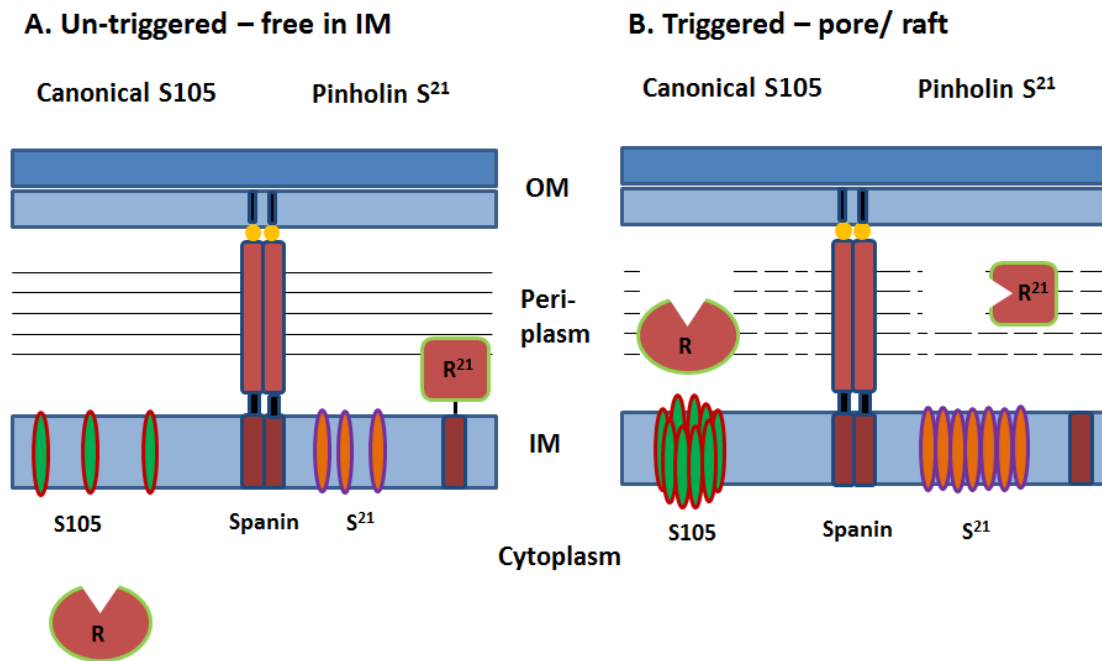 A. Un-triggered – free in IM
Canonical S105
Pinholin S²¹
OM
Peri-
plasm
R²¹
IM
S105
Spanin
S²¹
Cytoplasm
R
B. Triggered – pore/ raft
Canonical S105
Pinholin S²¹
R²¹
R
S105
Spanin
S²¹